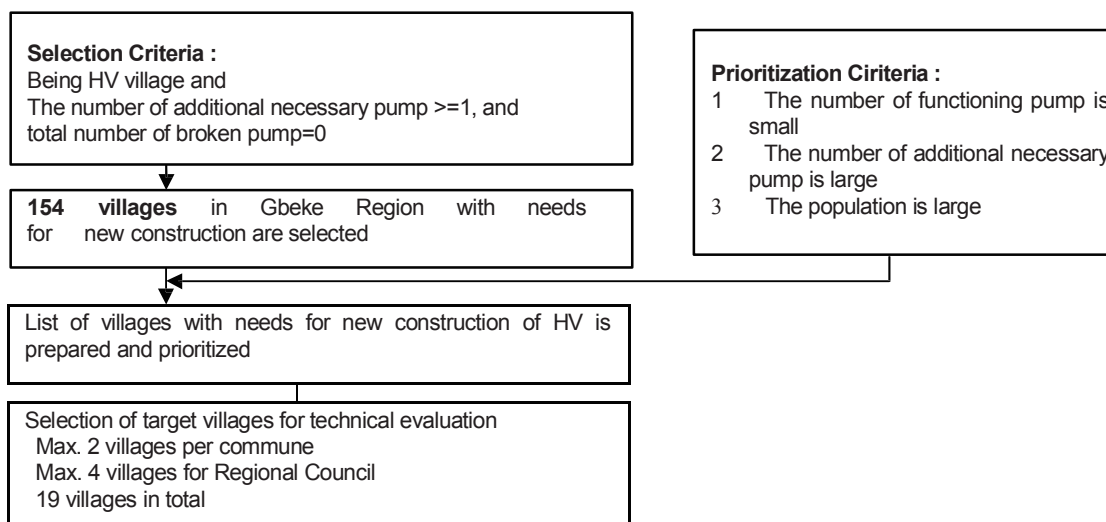 Selection Criteria :
Being HV village and
The number of additional necessary pump >=1, and
total number of broken pump=0
Prioritization Ciriteria :
1 The number of functioning pump is
small
2 The number of additional necessary
pump is large
3 The population is large
154 villages in Gbeke Region with needs
for new construction are selected
List of villages with needs for new construction of HV is
prepared and prioritized
Selection of target villages for technical evaluation
Max. 2 villages per commune
Max. 4 villages for Regional Council
19 villages in total